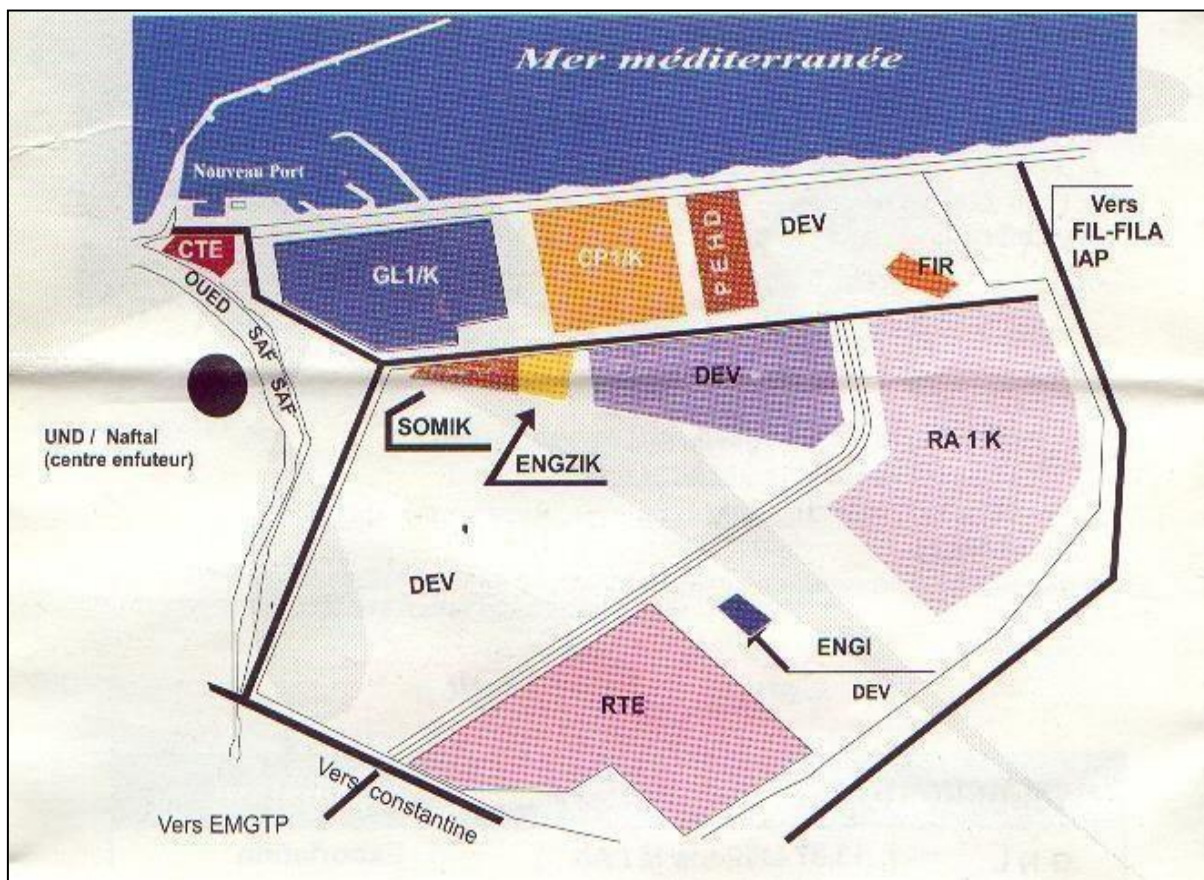 Mer méditerranée
Nouveau Port
CTE
GL1/K
CP1/K
PEHD
DEV
FIR
Vers
FIL-FILA
IAP
OUED
SAF SAF
UND / Naftal
(centre enfuteur)
SOMIK
ENGZIK
DEV
RA 1 K
DEV
ENGI
DEV
RTE
Vers constantine
Vers EMGTP